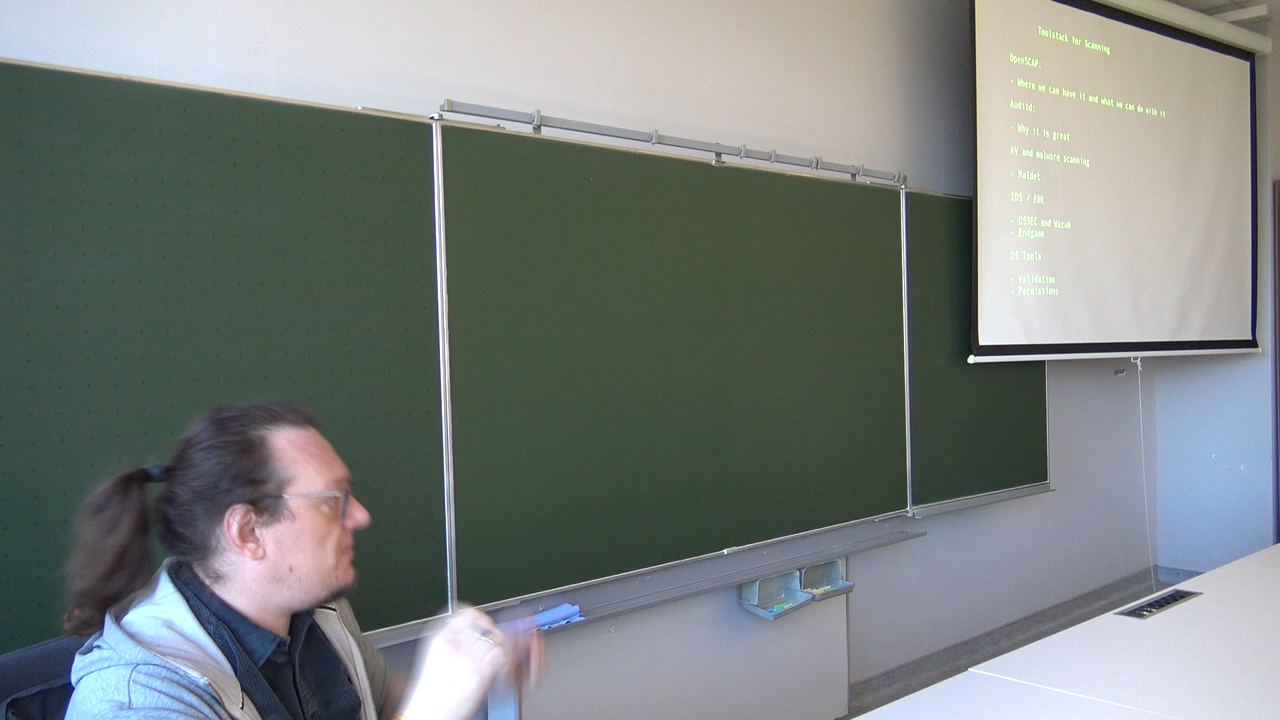 Toolstack for Scanning
OpenSCAP:
- Where we can have it and what we can do with it
Auditd:
- Why it is great
AV and malware scanning
- Maldet
IDS / EDR
- OSSEC and Wazuh
- Endgame
OS Tools
- Validation
- Permissions